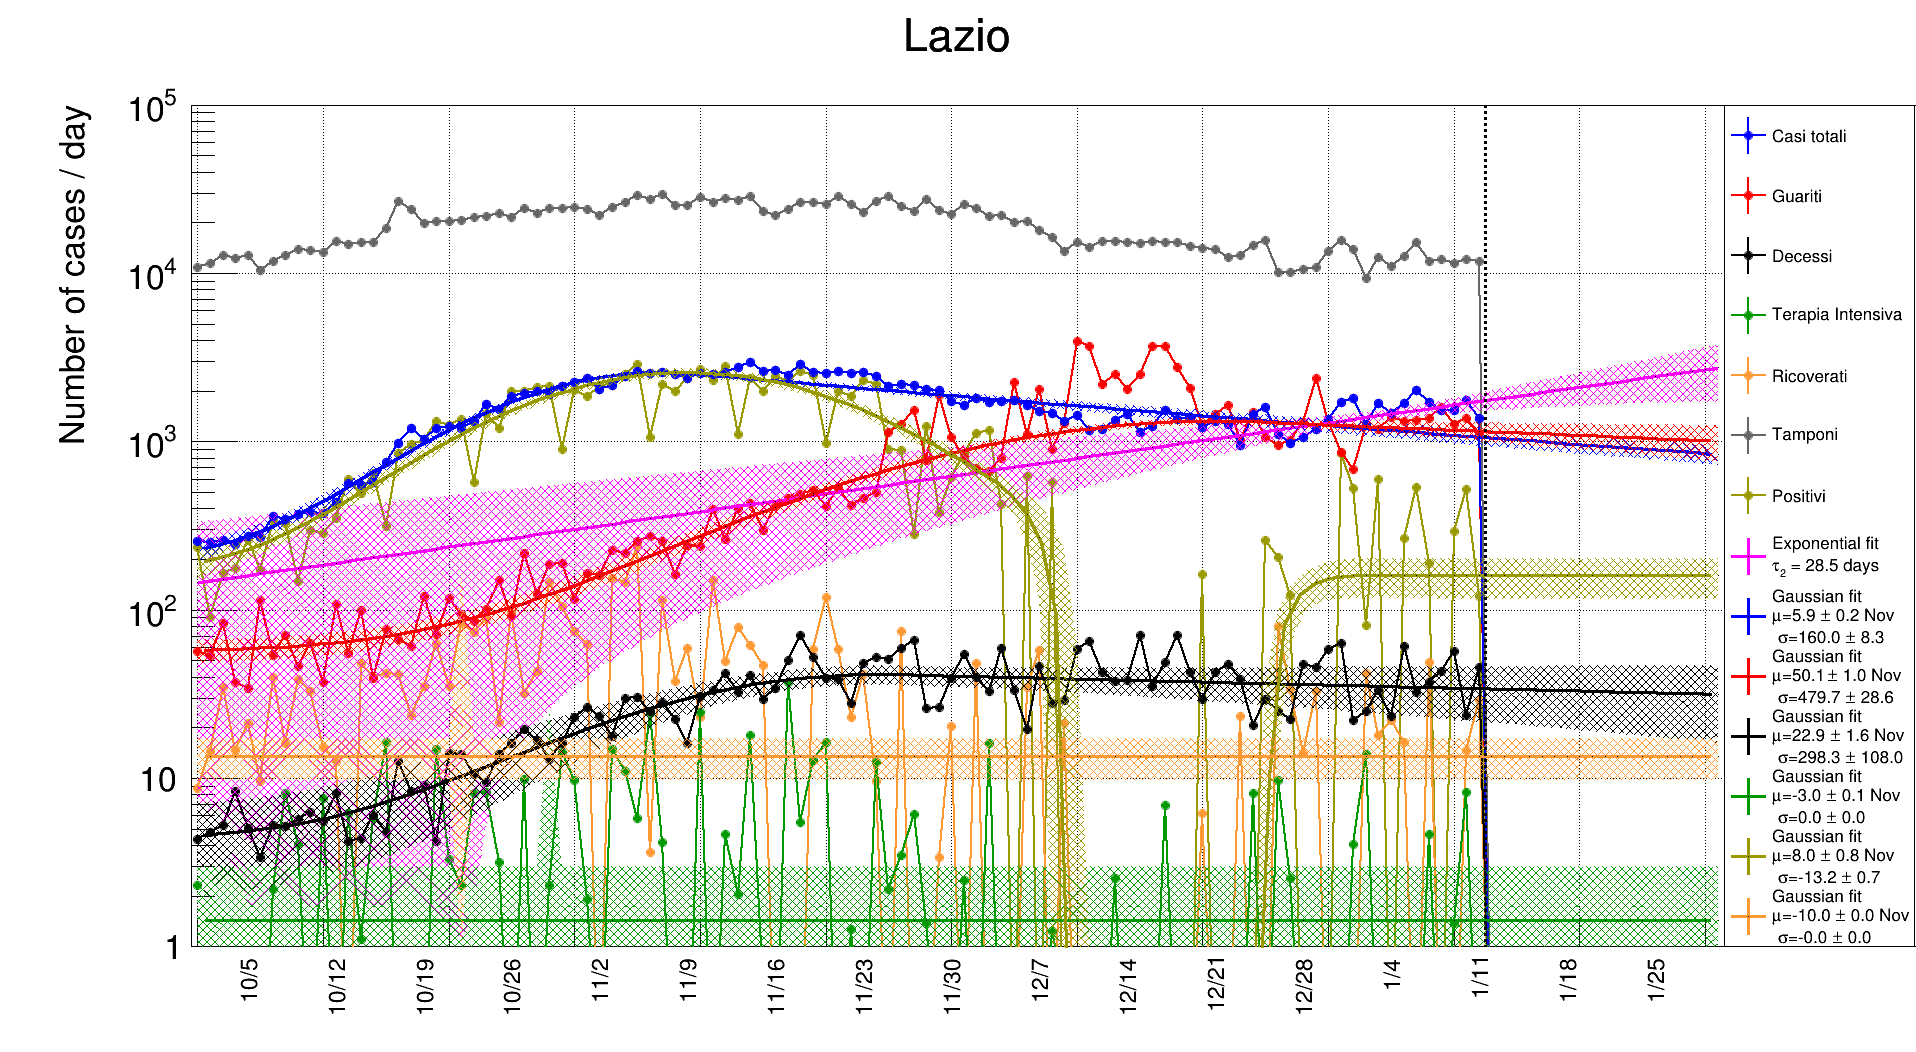 Lazio
Number of cases / day
10^5
10^4
10^3
10^2
10
1
10/5
10/12
10/19
10/26
11/2
11/9
11/16
11/23
11/30
12/7
12/14
12/21
12/28
1/4
1/11
1/18
1/25
Casi totali
Guariti
Decessi
Terapia Intensiva
Ricoverati
Tamponi
Positivi
Exponential fit
τ₂ = 28.5 days
Gaussian fit
μ=5.9 ± 0.2 Nov
σ=160.0 ± 8.3
Gaussian fit
μ=50.1 ± 1.0 Nov
σ=479.7 ± 28.6
Gaussian fit
μ=22.9 ± 1.6 Nov
σ=298.3 ± 108.0
Gaussian fit
μ=-3.0 ± 0.1 Nov
σ=0.0 ± 0.0
Gaussian fit
μ=8.0 ± 0.8 Nov
σ=-13.2 ± 0.7
Gaussian fit
μ=-10.0 ± 0.0 Nov
σ=-0.0 ± 0.0